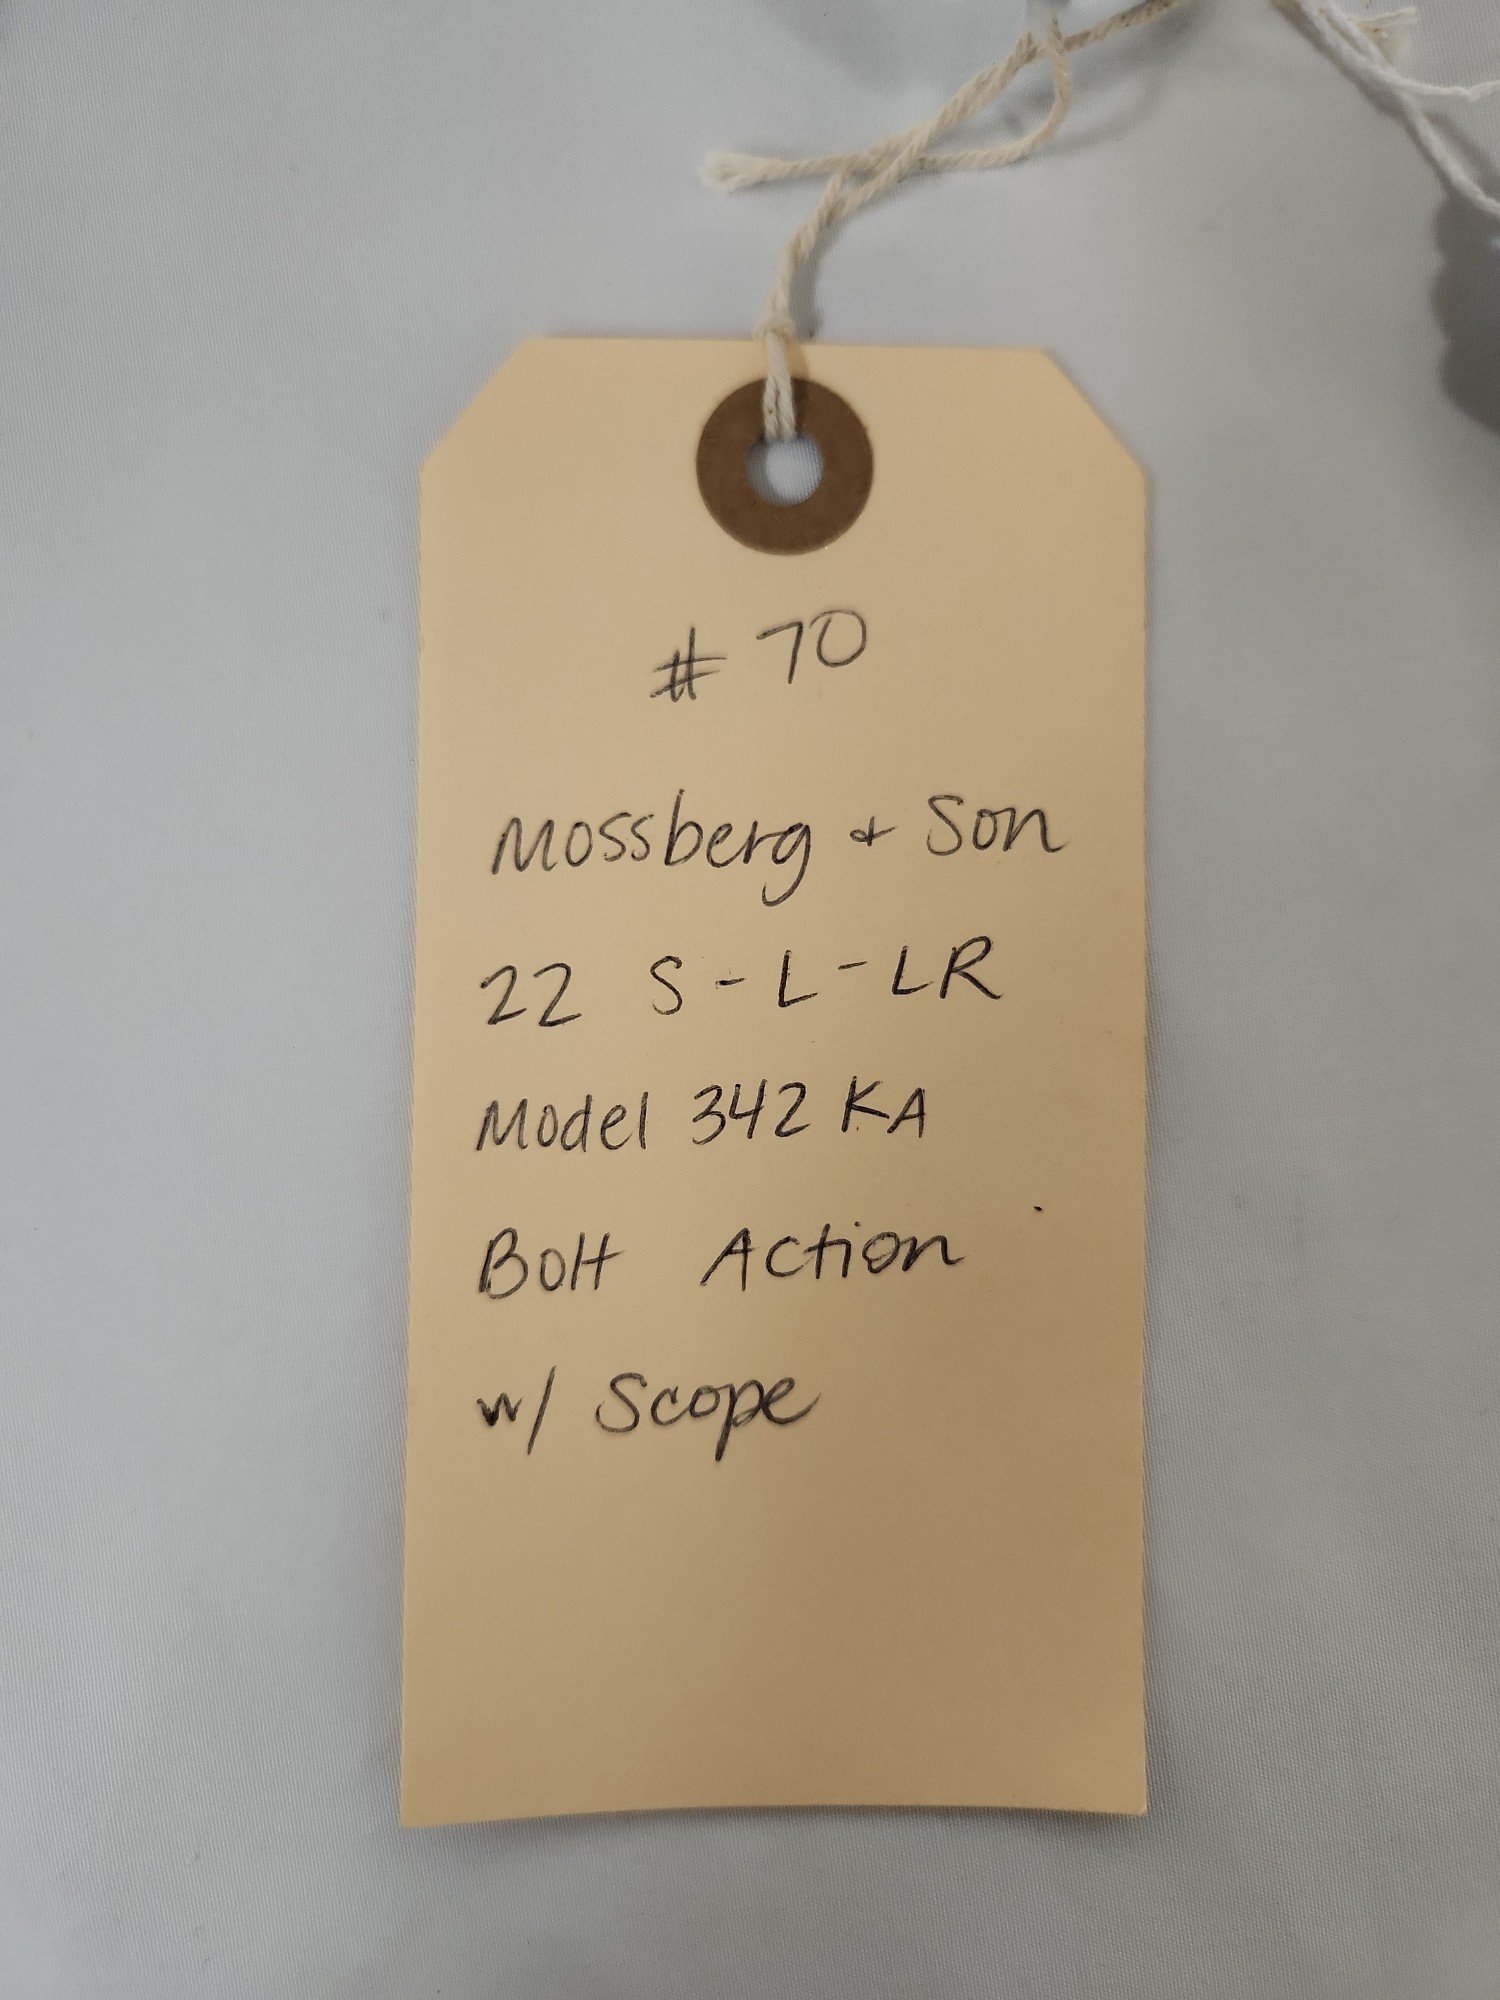 # 70
Mossberg & Son
22 S-L-LR
Model 342 KA
Bolt Action
w/ Scope